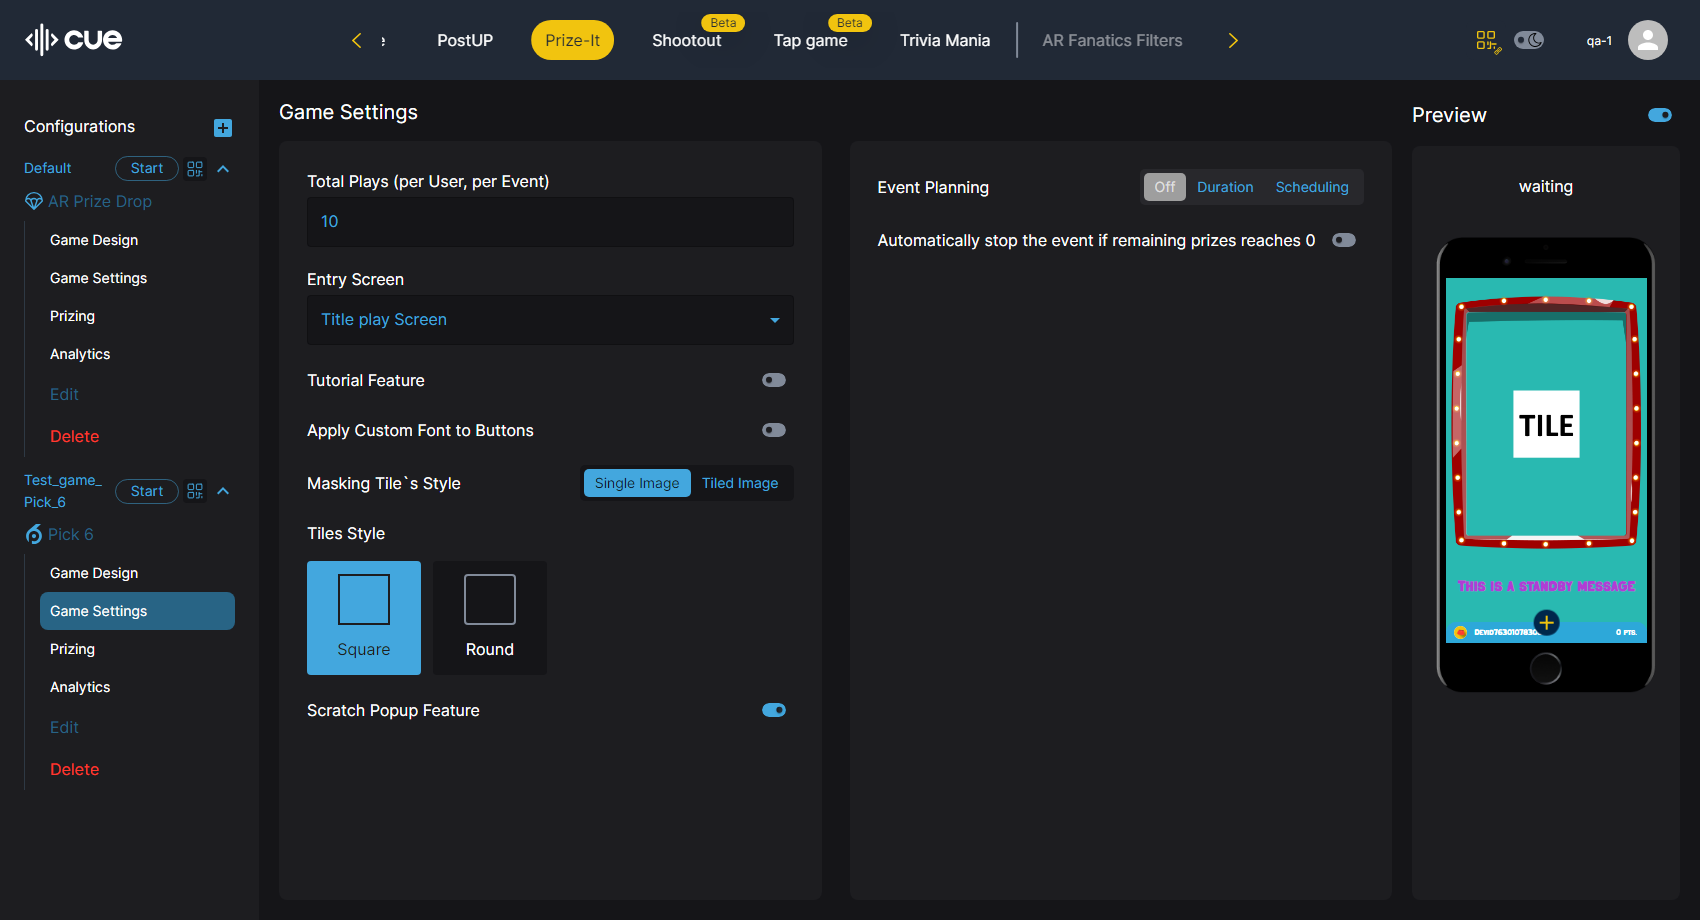 cue
PostUP
Prize-It
Shootout
Beta
Tap game
Beta
Trivia Mania
AR Fanatics Filters
qa-1
Configurations
Default
Start
AR Prize Drop
Game Design
Game Settings
Prizing
Analytics
Edit
Delete
Test_game_
Pick_6
Start
Pick 6
Game Design
Game Settings
Prizing
Analytics
Edit
Delete
Game Settings
Total Plays (per User, per Event)
10
Entry Screen
Title play Screen
Tutorial Feature
Apply Custom Font to Buttons
Masking Tile`s Style
Single Image
Tiled Image
Tiles Style
Square
Round
Scratch Popup Feature
Event Planning
Off
Duration
Scheduling
Automatically stop the event if remaining prizes reaches 0
Preview
waiting
TILE
THIS IS A STANDBY MESSAGE
0 PTS.